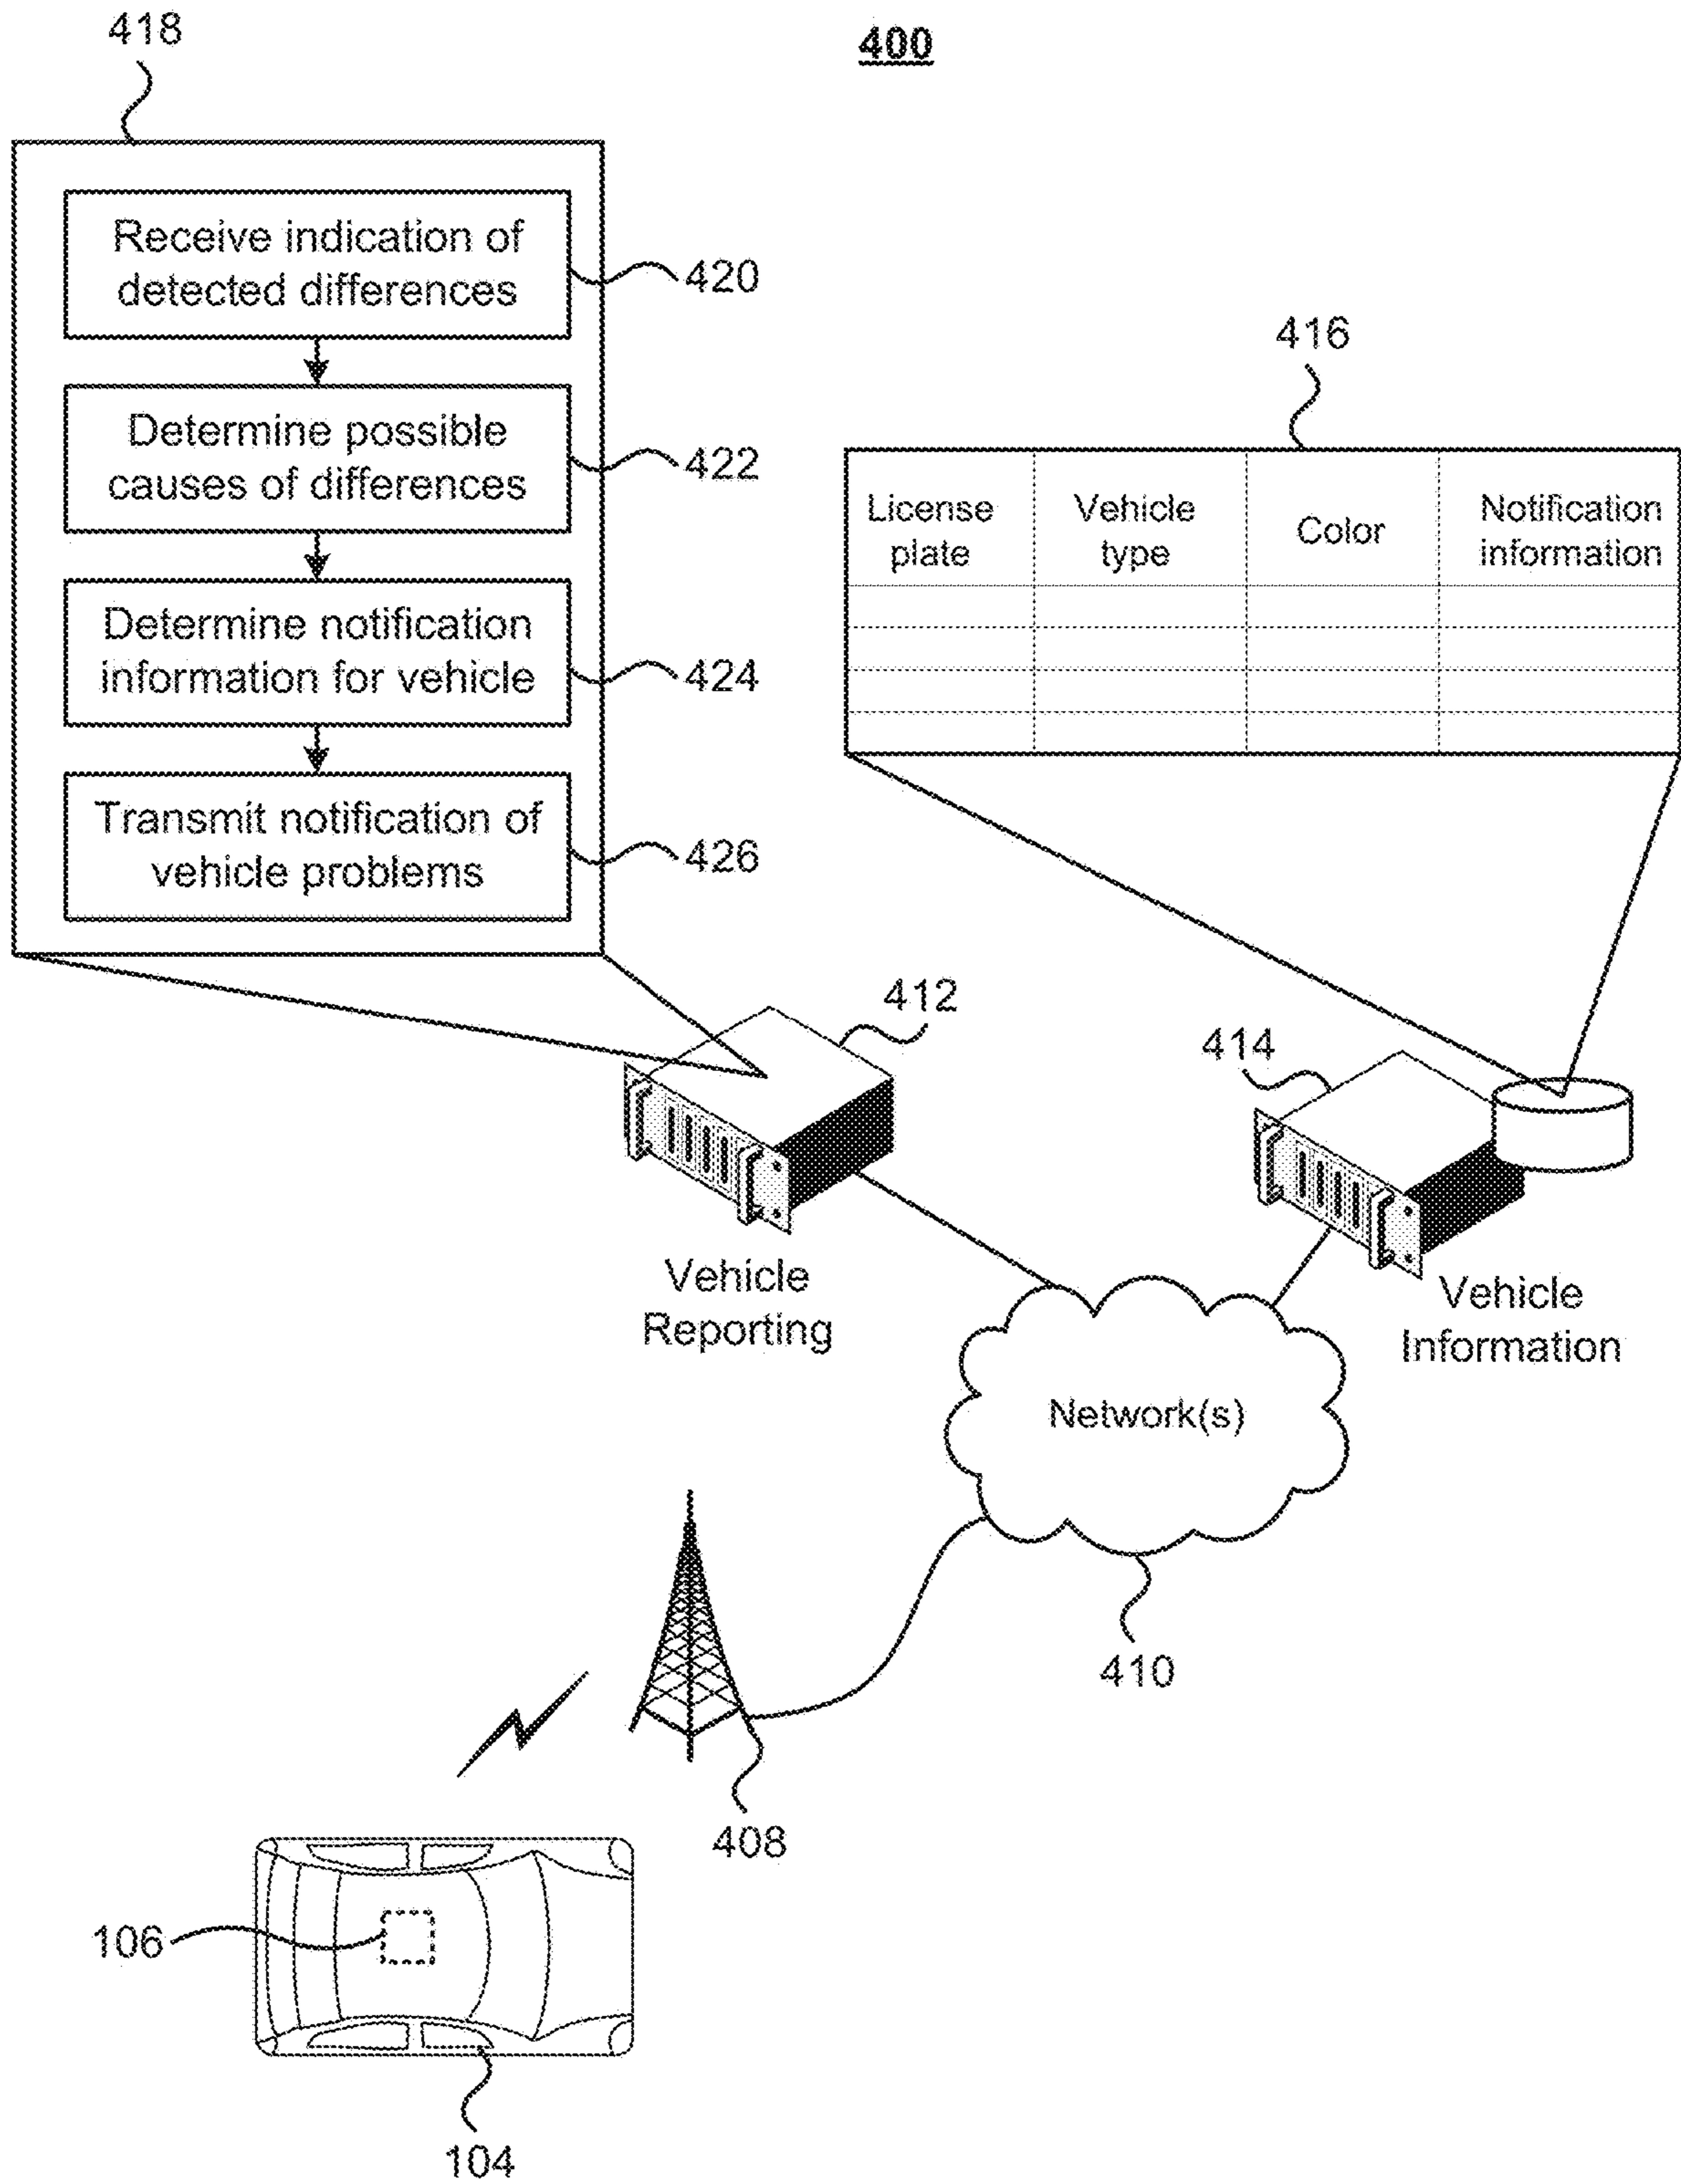 400
418
Receive indication of
detected differences
420
Determine possible
causes of differences
422
Determine notification
information for vehicle
424
Transmit notification of
vehicle problems
426
416
License
plate
Vehicle
type
Color
Notification
information
412
Vehicle
Reporting
414
Vehicle
Information
Network(s)
410
408
106
104